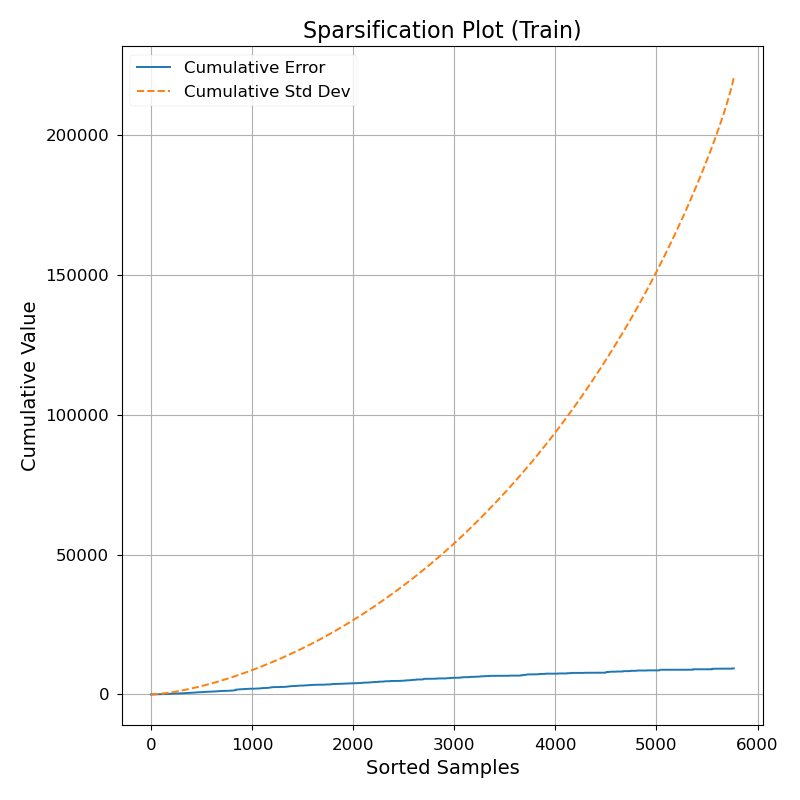 Sparsification Plot (Train)
Cumulative Error
Cumulative Std Dev
Cumulative Value
200000
150000
100000
50000
0
0 1000 2000 3000 4000 5000 6000
Sorted Samples